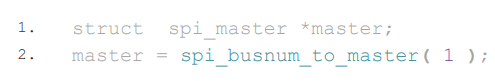 1. struct  spi_master *master;
2. master = spi_busnum_to_master( 1 );